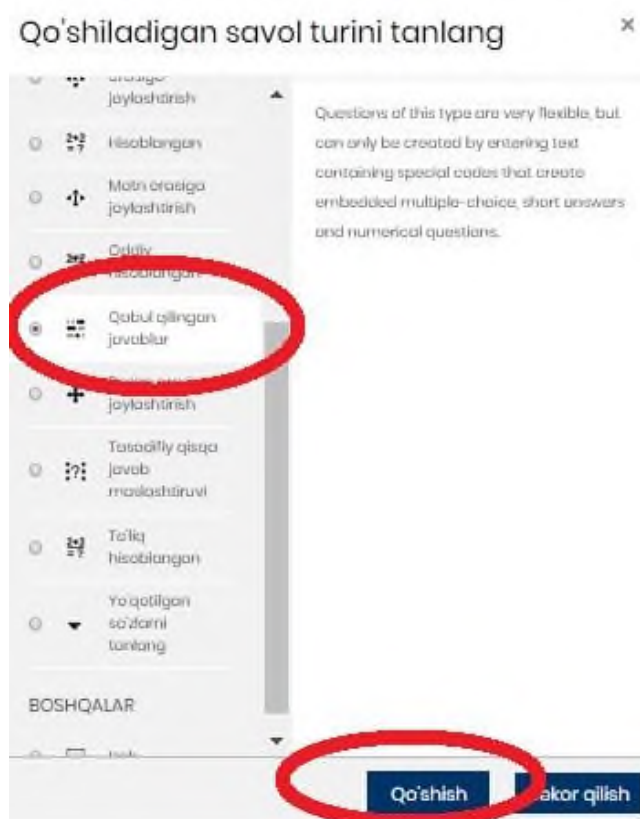 Qo'shiladigan savol turini tanlang ×
joylashtirish
Hisoblangan
Matn orasiga
joylashtirish
Oddiy
hisoblangan
Qabul qilingan
javoblar
joylashtirish
Tasodifiy qisqa
javob
moslashtiruvi
To'liq
hisoblangan
Yo'qotilgan
so'zlarni
tanlang
BOSHQALAR
Questions of this type are very flexible, but
can only be created by entering text
containing special codes that create
embedded multiple-choice, short answers
and numerical questions.
Qo'shish
qilish